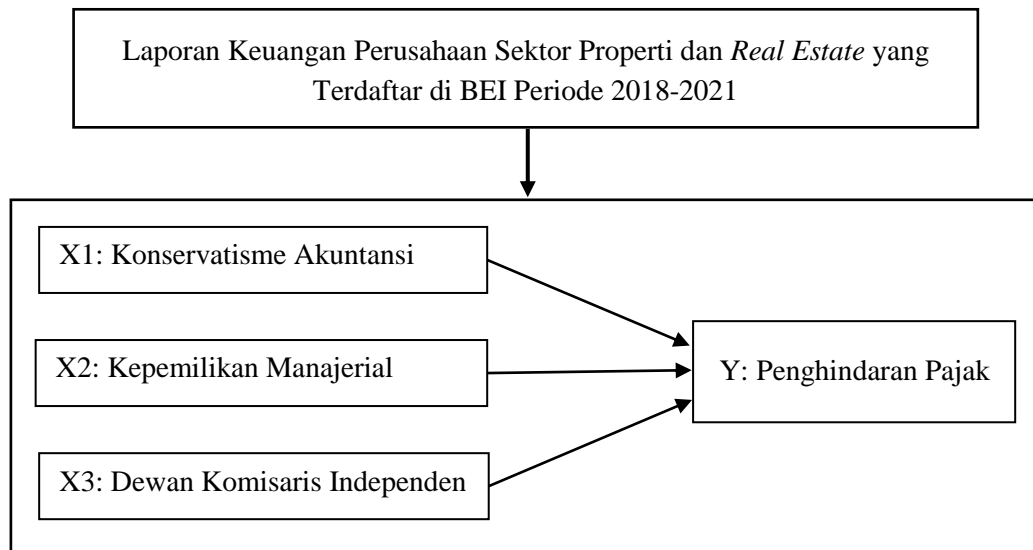 Laporan Keuangan Perusahaan Sektor Properti dan Real Estate yang
Terdaftar di BEI Periode 2018-2021
X1: Konservatisme Akuntansi
X2: Kepemilikan Manajerial
Y: Penghindaran Pajak
X3: Dewan Komisaris Independen